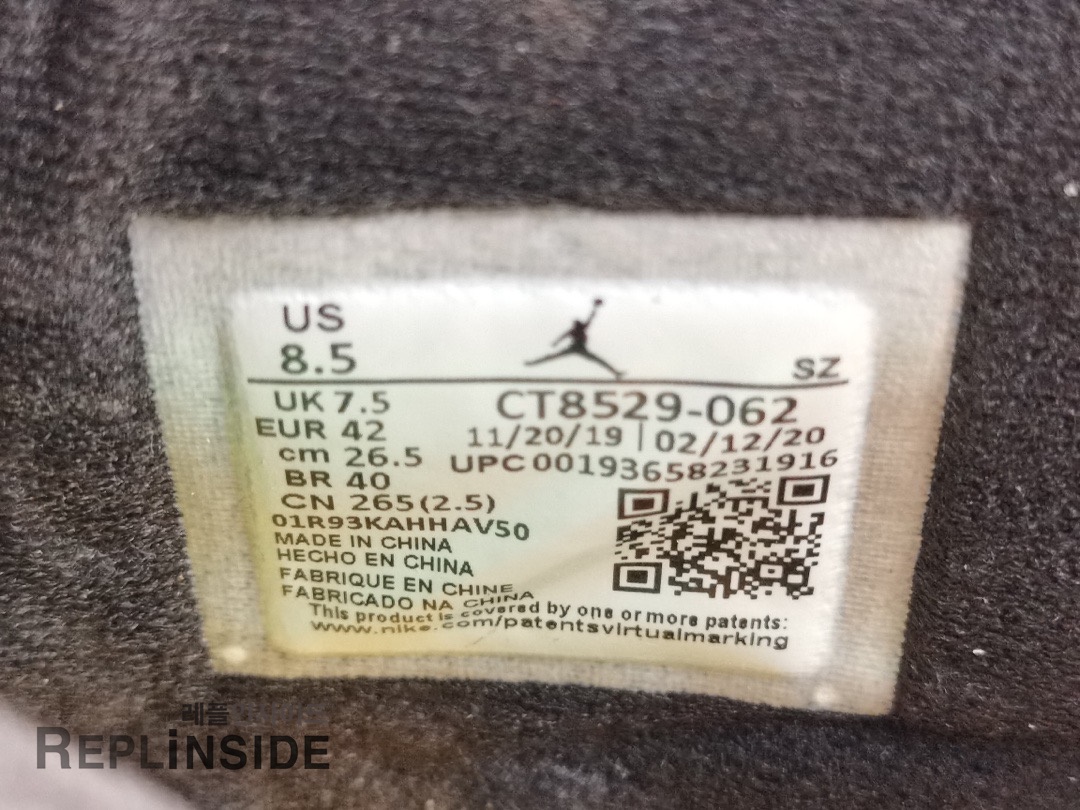 US
8.5
SZ
UK 7.5
CT8529-062
EUR 42
11/20/19 | 02/12/20
cm 26.5
UPC 00193658231916
BR 40
CN 265(2.5)
01R93KAHHAV50
MADE IN CHINA
HECHO EN CHINA
FABRIQUE EN CHINE
FABRICADO NA CHINA
This product is covered by one or more patents:
www.nike.com/patentsvirtualmarking
REPLINSIDE